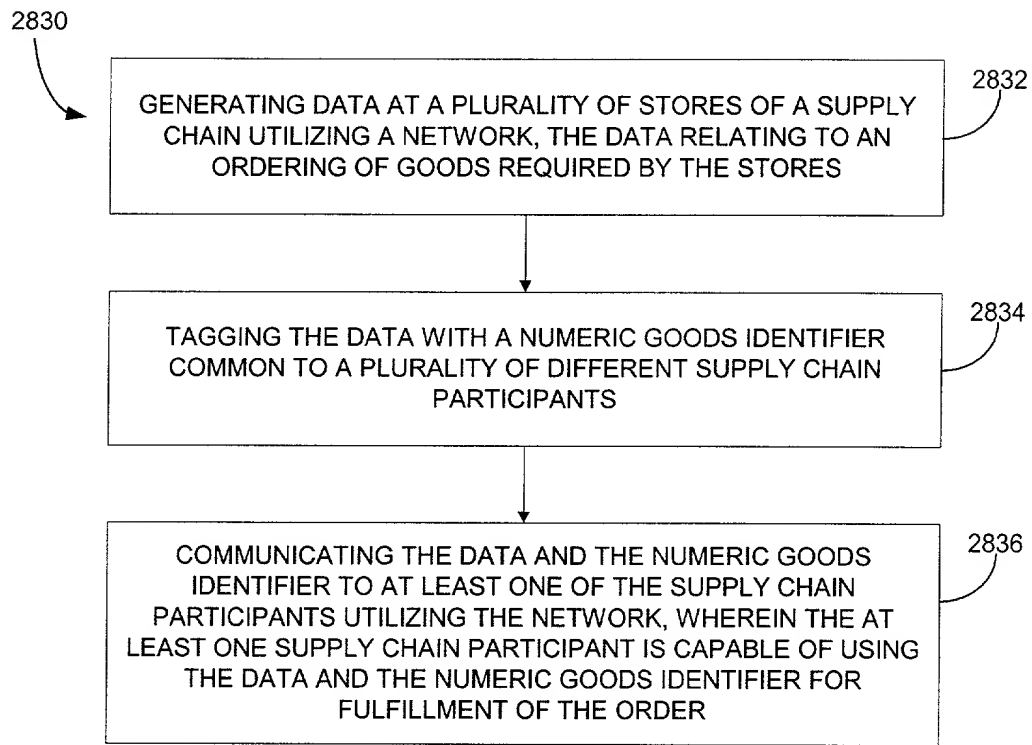 2830
2832
GENERATING DATA AT A PLURALITY OF STORES OF A SUPPLY
CHAIN UTILIZING A NETWORK, THE DATA RELATING TO AN
ORDERING OF GOODS REQUIRED BY THE STORES
2834
TAGGING THE DATA WITH A NUMERIC GOODS IDENTIFIER
COMMON TO A PLURALITY OF DIFFERENT SUPPLY CHAIN
PARTICIPANTS
2836
COMMUNICATING THE DATA AND THE NUMERIC GOODS
IDENTIFIER TO AT LEAST ONE OF THE SUPPLY CHAIN
PARTICIPANTS UTILIZING THE NETWORK, WHEREIN THE AT
LEAST ONE SUPPLY CHAIN PARTICIPANT IS CAPABLE OF USING
THE DATA AND THE NUMERIC GOODS IDENTIFIER FOR
FULFILLMENT OF THE ORDER